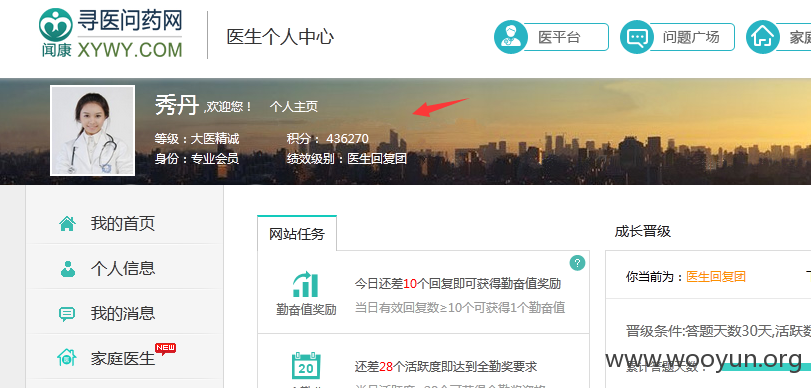 寻医问药网
闻康 XYWY.COM
医生个人中心
医平台
问题广场
家庭
秀丹 ,欢迎您！ 个人主页
等级：大医精诚 积分： 436270
身份：专业会员 绩效级别：医生回复团
我的首页
个人信息
我的消息
家庭医生 NEW
网站任务
?
勤奋值奖励
今日还差10个回复即可获得勤奋值奖励
当日有效回复数≥10个可获得1个勤奋值
20
还差28个活跃度即达到全勤奖要求
成长晋级
你当前为：医生回复团
晋级条件:答题天数30天,活跃数
累计答题天数：
www.wooyun.org